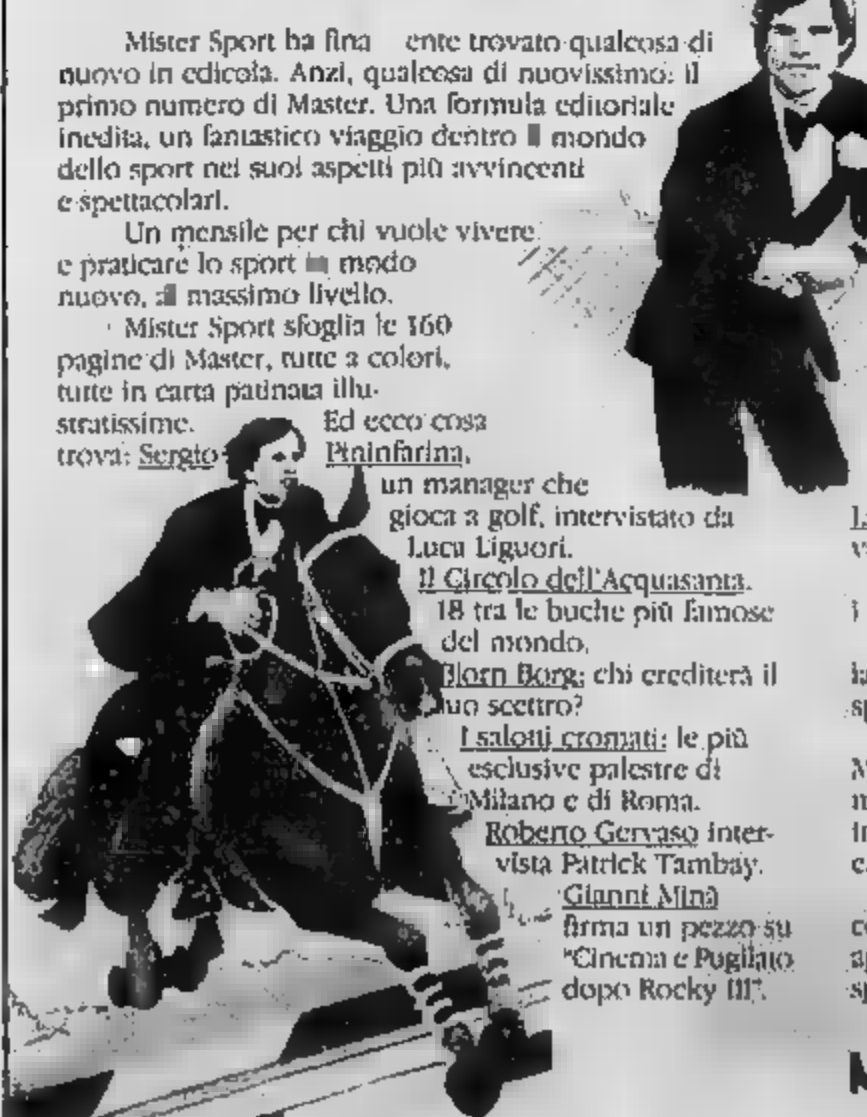 Mister Sport ha fina ente trovato qualcosa di
nuovo in edicola. Anzi, qualcosa di nuovissimo: il
primo numero di Master. Una formula editoriale
inedita, un fantastico viaggio dentro mondo
dello sport nei suoi aspetti più avvincenti
e spettacolari.
Un mensile per chi vuole vivere
e praticare lo sport in modo
nuovo, al massimo livello.
Mister Sport sfoglia le 160
pagine di Master, tutte a colori,
tutte in carta patinata illu-
stratissime. Ed ecco cosa
trova: Sergio Pininfarina,
un manager che
gioca a golf, intervistato da
Luca Liguori.
Il Circolo dell'Acquasanta.
18 tra le buche più famose
del mondo.
Bjorn Borg: chi erediterà il
suo scettro?
I salotti cromati: le più
esclusive palestre di
Milano e di Roma.
Roberto Gervaso inter-
vista Patrick Tambay.
Gianni Minà
firma un pezzo su
"Cinema e Pugilato
dopo Rocky III".